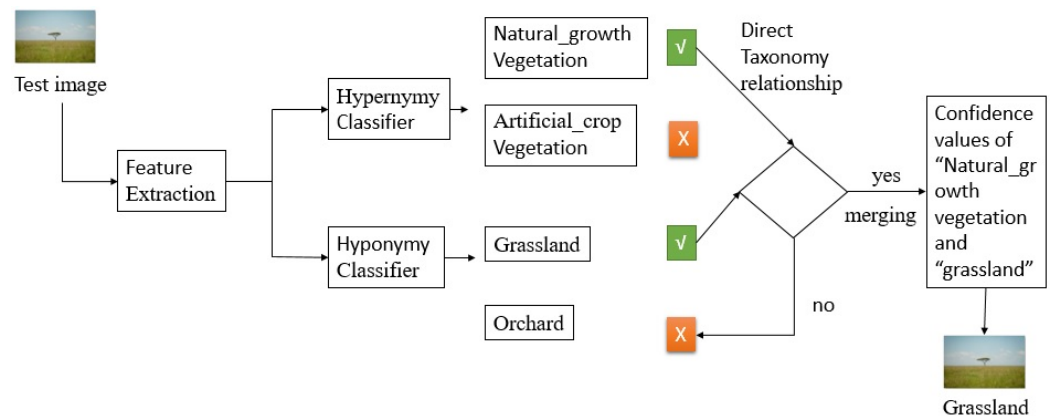 Test image
Feature
Extraction
Hypernymy
Classifier
Hyponymy
Classifier
Natural_growth
Vegetation
√
Artificial_crop
Vegetation
X
Grassland
√
Orchard
X
Direct
Taxonomy
relationship
yes
merging
no
Confidence
values of
“Natural_gr
owth
vegetation
and
“grassland”
Grassland